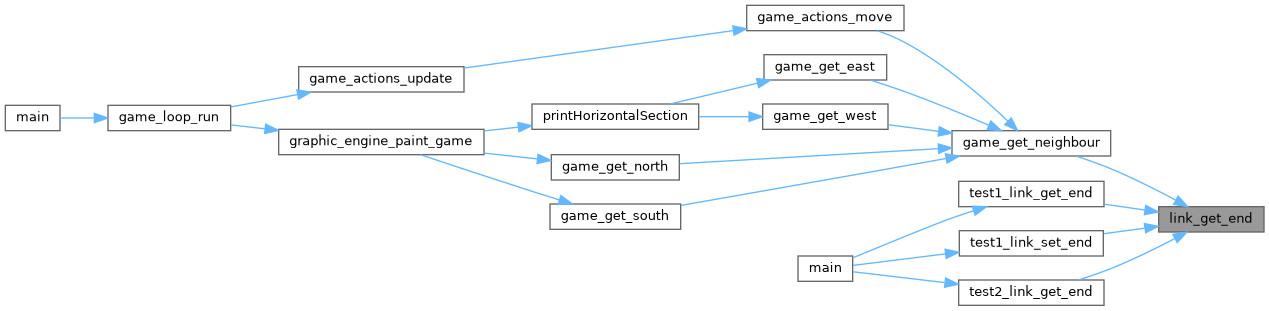 game_actions_move
game_get_east
game_actions_update
main
game_loop_run
printHorizontalSection
game_get_west
graphic_engine_paint_game
game_get_neighbour
game_get_north
test1_link_get_end
game_get_south
link_get_end
test1_link_set_end
main
test2_link_get_end